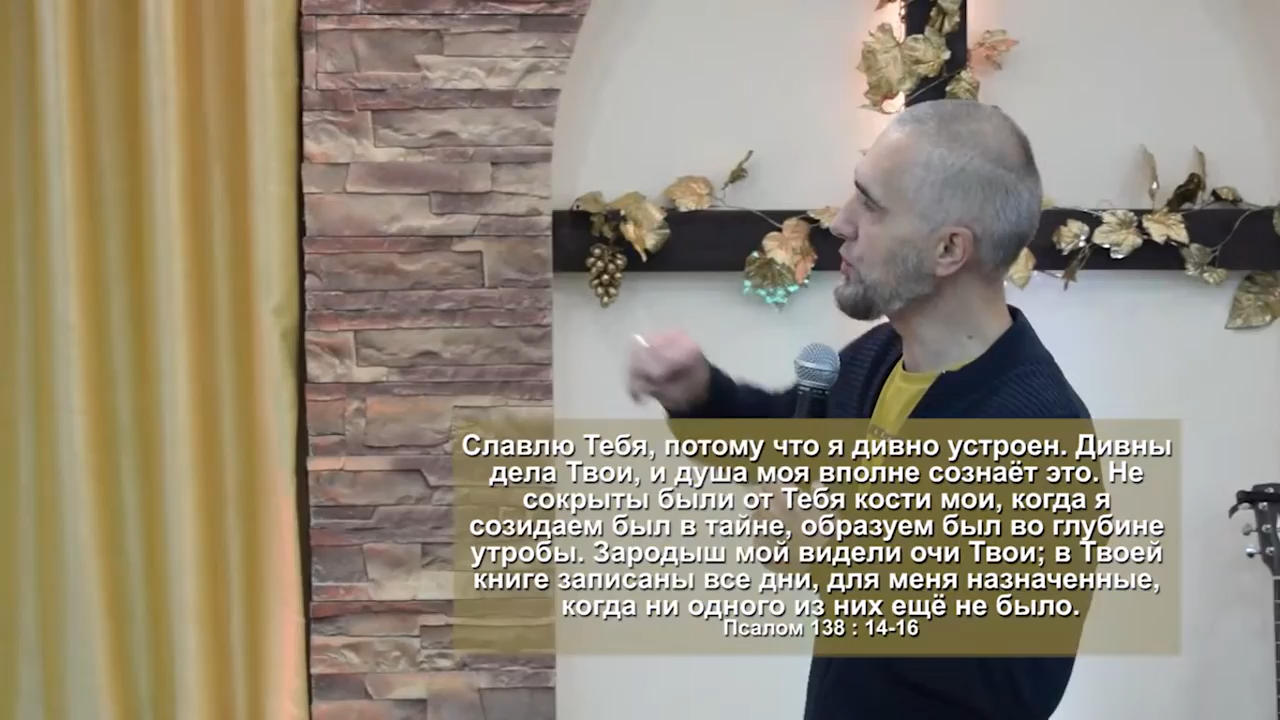 Славлю Тебя, потому что я дивно устроен. Дивны
дела Твои, и душа моя вполне сознаёт это. Не
сокрыты были от Тебя кости мои, когда я
созидаем был в тайне, образуем был во глубине
утробы. Зародыш мой видели очи Твои; в Твоей
книге записаны все дни, для меня назначенные,
когда ни одного из них ещё не было.
Псалом 138 : 14-16